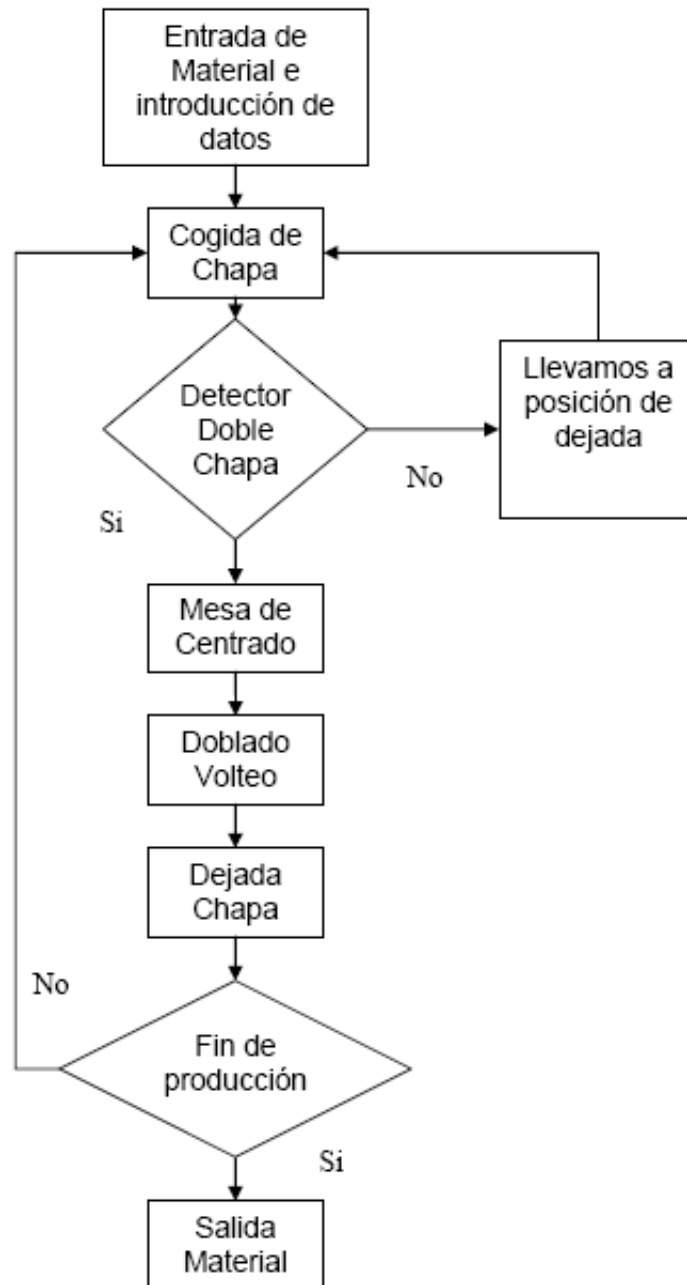 Entrada de
Material e
introducción de
datos
Cogida de
Chapa
Detector
Doble
Chapa
Llevamos a
posición de
dejada
No
Si
Mesa de
Centrado
Doblado
Volteo
Dejada
Chapa
No
Fin de
producción
Si
Salida
Material